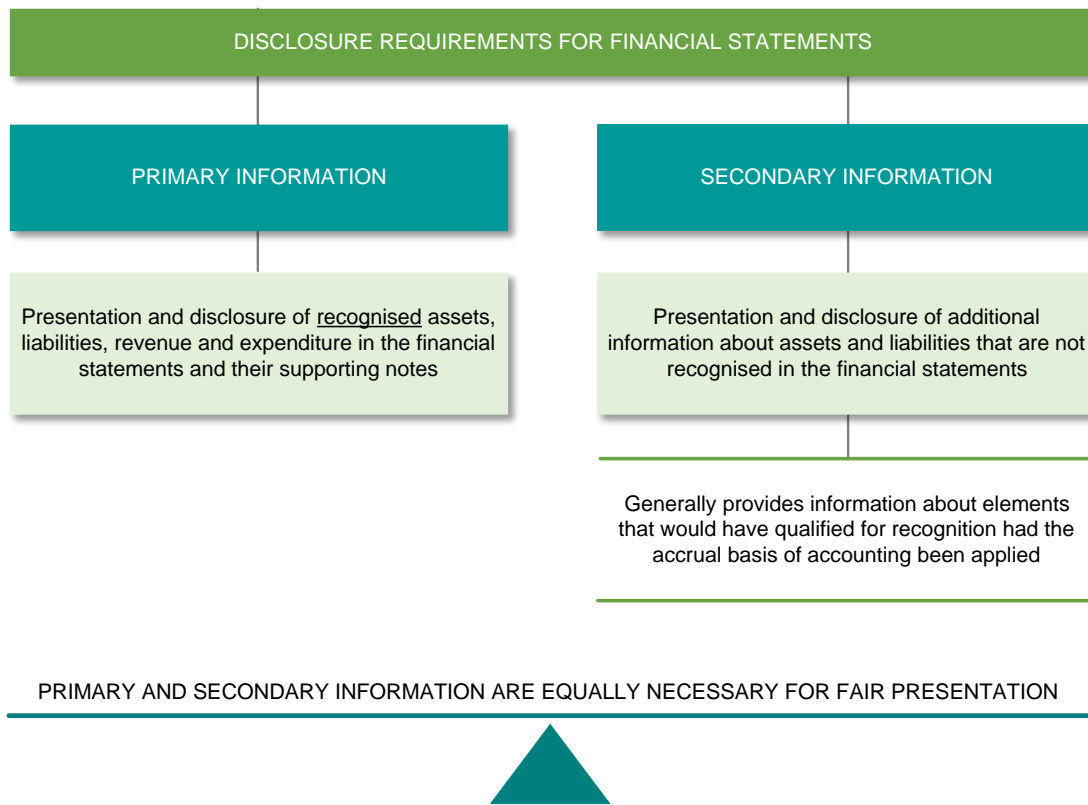 DISCLOSURE REQUIREMENTS FOR FINANCIAL STATEMENTS
PRIMARY INFORMATION
Presentation and disclosure of recognised assets,
liabilities, revenue and expenditure in the financial
statements and their supporting notes
SECONDARY INFORMATION
Presentation and disclosure of additional
information about assets and liabilities that are not
recognised in the financial statements
Generally provides information about elements
that would have qualified for recognition had the
accrual basis of accounting been applied
PRIMARY AND SECONDARY INFORMATION ARE EQUALLY NECESSARY FOR FAIR PRESENTATION